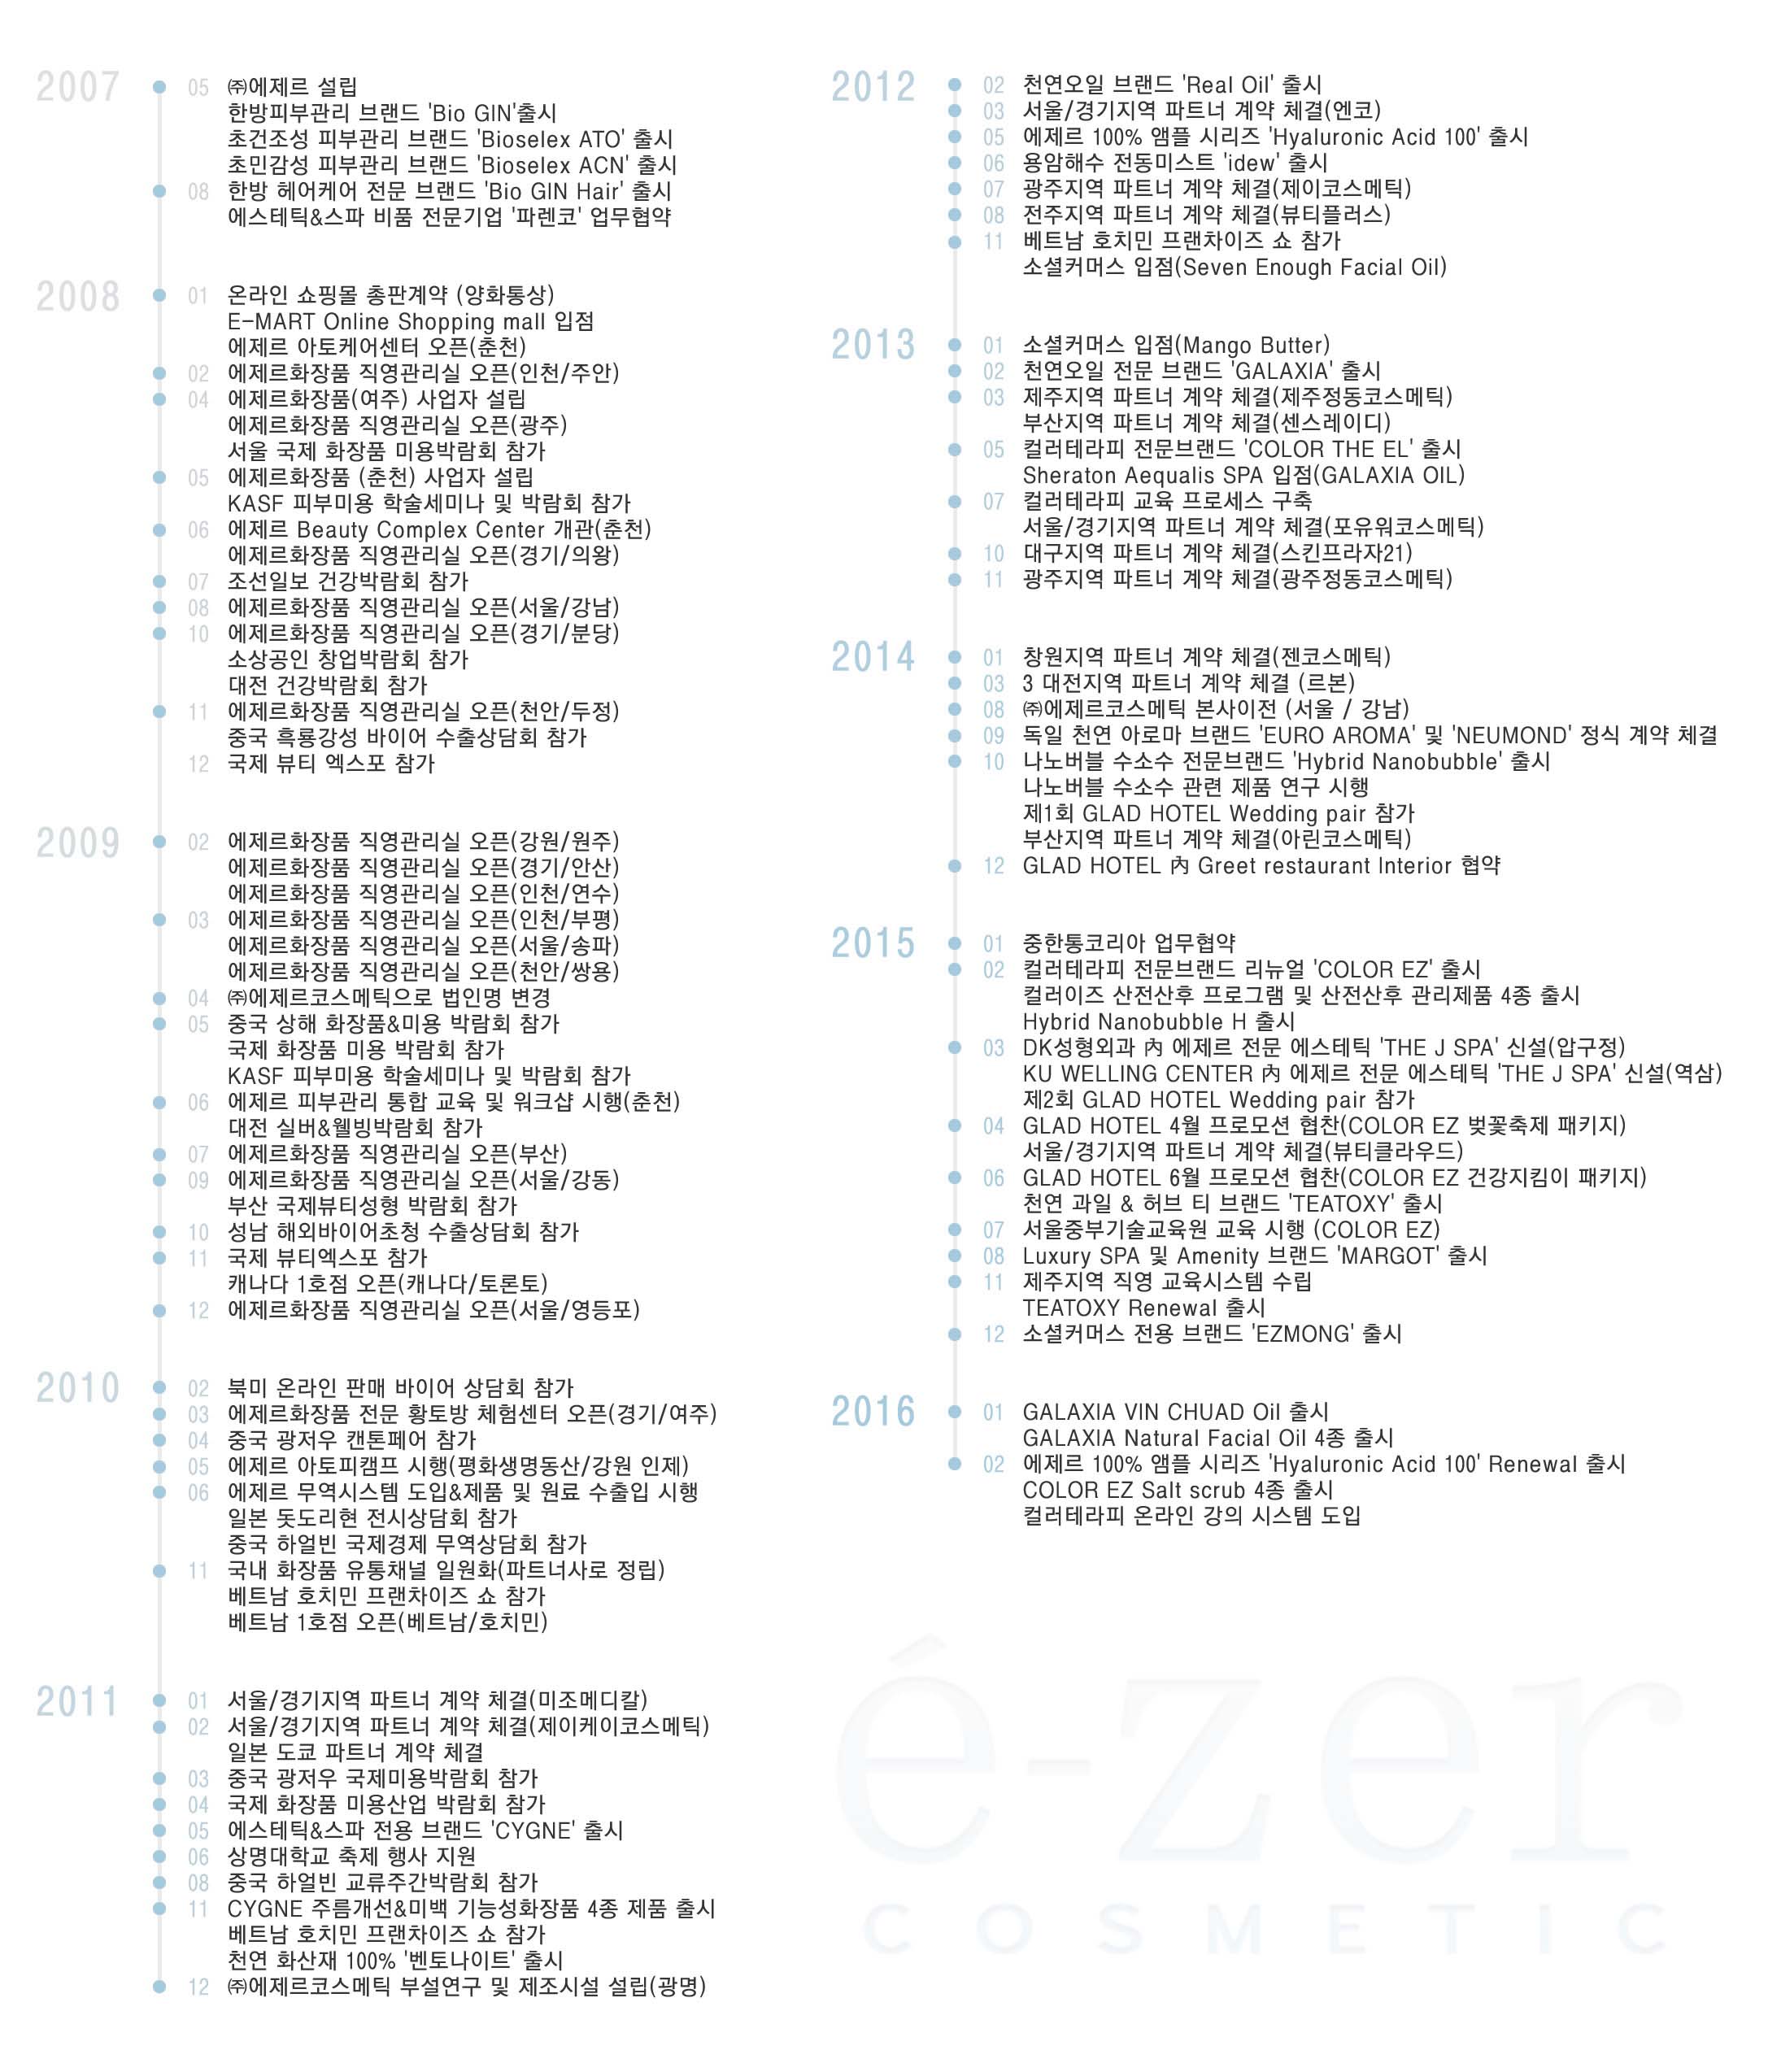 2007
05 ㈜에제르 설립
한방피부관리 브랜드 'Bio GIN'출시
초건조성 피부관리 브랜드 'Bioselex ATO' 출시
초민감성 피부관리 브랜드 'Bioselex ACN' 출시
08 한방 헤어케어 전문 브랜드 'Bio GIN Hair' 출시
에스테틱&스파 비품 전문기업 '파렌코' 업무협약
2008
01 온라인 쇼핑몰 총판계약 (양화통상)
E-MART Online Shopping mall 입점
에제르 아토케어센터 오픈(춘천)
02 에제르화장품 직영관리실 오픈(인천/주안)
04 에제르화장품(여주) 사업자 설립
에제르화장품 직영관리실 오픈(광주)
서울 국제 화장품 미용박람회 참가
05 에제르화장품 (춘천) 사업자 설립
KASF 피부미용 학술세미나 및 박람회 참가
06 에제르 Beauty Complex Center 개관(춘천)
에제르화장품 직영관리실 오픈(경기/의왕)
07 조선일보 건강박람회 참가
08 에제르화장품 직영관리실 오픈(서울/강남)
10 에제르화장품 직영관리실 오픈(경기/분당)
소상공인 창업박람회 참가
대전 건강박람회 참가
11 에제르화장품 직영관리실 오픈(천안/두정)
중국 흑룡강성 바이어 수출상담회 참가
12 국제 뷰티 엑스포 참가
2009
02 에제르화장품 직영관리실 오픈(강원/원주)
에제르화장품 직영관리실 오픈(경기/안산)
에제르화장품 직영관리실 오픈(인천/연수)
03 에제르화장품 직영관리실 오픈(인천/부평)
에제르화장품 직영관리실 오픈(서울/송파)
에제르화장품 직영관리실 오픈(천안/쌍용)
04 ㈜에제르코스메틱으로 법인명 변경
05 중국 상해 화장품&미용 박람회 참가
국제 화장품 미용 박람회 참가
KASF 피부미용 학술세미나 및 박람회 참가
06 에제르 피부관리 통합 교육 및 워크샵 시행(춘천)
대전 실버&웰빙박람회 참가
07 에제르화장품 직영관리실 오픈(부산)
09 에제르화장품 직영관리실 오픈(서울/강동)
부산 국제뷰티성형 박람회 참가
10 성남 해외바이어초청 수출상담회 참가
11 국제 뷰티엑스포 참가
캐나다 1호점 오픈(캐나다/토론토)
12 에제르화장품 직영관리실 오픈(서울/영등포)
2010
02 북미 온라인 판매 바이어 상담회 참가
03 에제르화장품 전문 황토방 체험센터 오픈(경기/여주)
04 중국 광저우 캔톤페어 참가
05 에제르 아토피캠프 시행(평화생명동산/강원 인제)
06 에제르 무역시스템 도입&제품 및 원료 수출입 시행
일본 돗도리현 전시상담회 참가
중국 하얼빈 국제경제 무역상담회 참가
11 국내 화장품 유통채널 일원화(파트너사로 정립)
베트남 호치민 프랜차이즈 쇼 참가
베트남 1호점 오픈(베트남/호치민)
2011
01 서울/경기지역 파트너 계약 체결(미조메디칼)
02 서울/경기지역 파트너 계약 체결(제이케이코스메틱)
일본 도쿄 파트너 계약 체결
03 중국 광저우 국제미용박람회 참가
04 국제 화장품 미용산업 박람회 참가
05 에스테틱&스파 전용 브랜드 'CYGNE' 출시
06 상명대학교 축제 행사 지원
08 중국 하얼빈 교류주간박람회 참가
11 CYGNE 주름개선&미백 기능성화장품 4종 제품 출시
베트남 호치민 프랜차이즈 쇼 참가
천연 화산재 100% '벤토나이트' 출시
12 ㈜에제르코스메틱 부설연구 및 제조시설 설립(광명)
2012
02 천연오일 브랜드 'Real Oil' 출시
03 서울/경기지역 파트너 계약 체결(엔코)
05 에제르 100% 앰플 시리즈 'Hyaluronic Acid 100' 출시
06 용암해수 전동미스트 'idew' 출시
07 광주지역 파트너 계약 체결(제이코스메틱)
08 전주지역 파트너 계약 체결(뷰티플러스)
11 베트남 호치민 프랜차이즈 쇼 참가
소셜커머스 입점(Seven Enough Facial Oil)
2013
01 소셜커머스 입점(Mango Butter)
02 천연오일 전문 브랜드 'GALAXIA' 출시
03 제주지역 파트너 계약 체결(제주정동코스메틱)
부산지역 파트너 계약 체결(센스레이디)
05 컬러테라피 전문브랜드 'COLOR THE EL' 출시
Sheraton Aequalis SPA 입점(GALAXIA OIL)
07 컬러테라피 교육 프로세스 구축
서울/경기지역 파트너 계약 체결(포유워코스메틱)
10 대구지역 파트너 계약 체결(스킨프라자21)
11 광주지역 파트너 계약 체결(광주정동코스메틱)
2014
01 창원지역 파트너 계약 체결(젠코스메틱)
03 3 대전지역 파트너 계약 체결 (르본)
08 ㈜에제르코스메틱 본사이전 (서울 / 강남)
09 독일 천연 아로마 브랜드 'EURO AROMA' 및 'NEUMOND' 정식 계약 체결
10 나노버블 수소수 전문브랜드 'Hybrid Nanobubble' 출시
나노버블 수소수 관련 제품 연구 시행
제1회 GLAD HOTEL Wedding pair 참가
부산지역 파트너 계약 체결(아린코스메틱)
12 GLAD HOTEL 內 Greet restaurant Interior 협약
2015
01 중한통코리아 업무협약
02 컬러테라피 전문브랜드 리뉴얼 'COLOR EZ' 출시
컬러이즈 산전산후 프로그램 및 산전산후 관리제품 4종 출시
Hybrid Nanobubble H 출시
03 DK성형외과 內 에제르 전문 에스테틱 'THE J SPA' 신설(압구정)
KU WELLING CENTER 內 에제르 전문 에스테틱 'THE J SPA' 신설(역삼)
제2회 GLAD HOTEL Wedding pair 참가
04 GLAD HOTEL 4월 프로모션 협찬(COLOR EZ 벚꽃축제 패키지)
서울/경기지역 파트너 계약 체결(뷰티클라우드)
06 GLAD HOTEL 6월 프로모션 협찬(COLOR EZ 건강지킴이 패키지)
천연 과일 & 허브 티 브랜드 'TEATOXY' 출시
07 서울중부기술교육원 교육 시행 (COLOR EZ)
08 Luxury SPA 및 Amenity 브랜드 'MARGOT' 출시
11 제주지역 직영 교육시스템 수립
TEATOXY Renewal 출시
12 소셜커머스 전용 브랜드 'EZMONG' 출시
2016
01 GALAXIA VIN CHUAD Oil 출시
GALAXIA Natural Facial Oil 4종 출시
02 에제르 100% 앰플 시리즈 'Hyaluronic Acid 100' Renewal 출시
COLOR EZ Salt scrub 4종 출시
컬러테라피 온라인 강의 시스템 도입
é-zer
COSMETIC